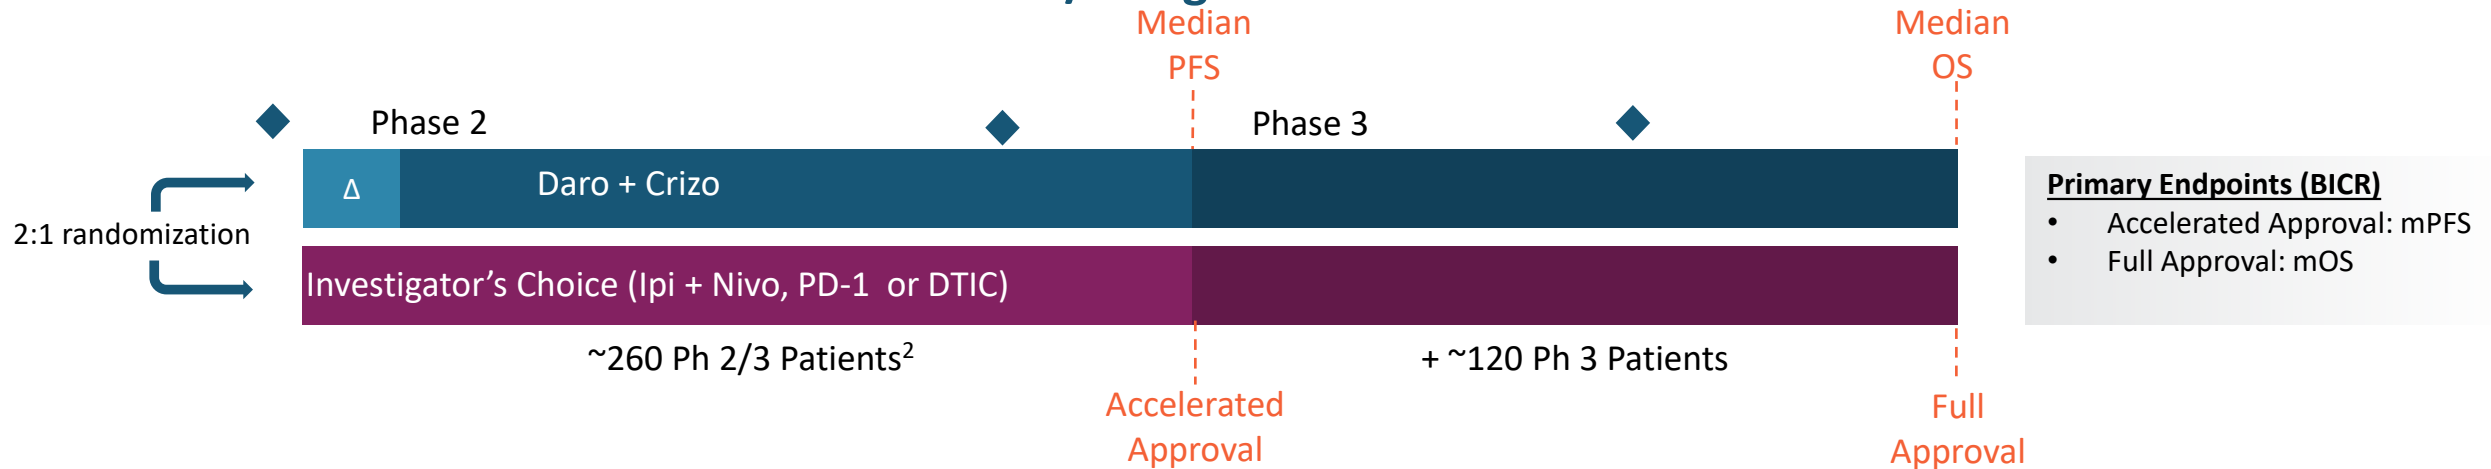 Median
PFS
Median
OS
Phase 2
Phase 3
2:1 randomization
Δ
Daro + Crizo
Investigator’s Choice (Ipi + Nivo, PD-1 or DTIC)
~260 Ph 2/3 Patients²
+ ~120 Ph 3 Patients
Accelerated
Approval
Full
Approval
Primary Endpoints (BICR)
• Accelerated Approval: mPFS
• Full Approval: mOS